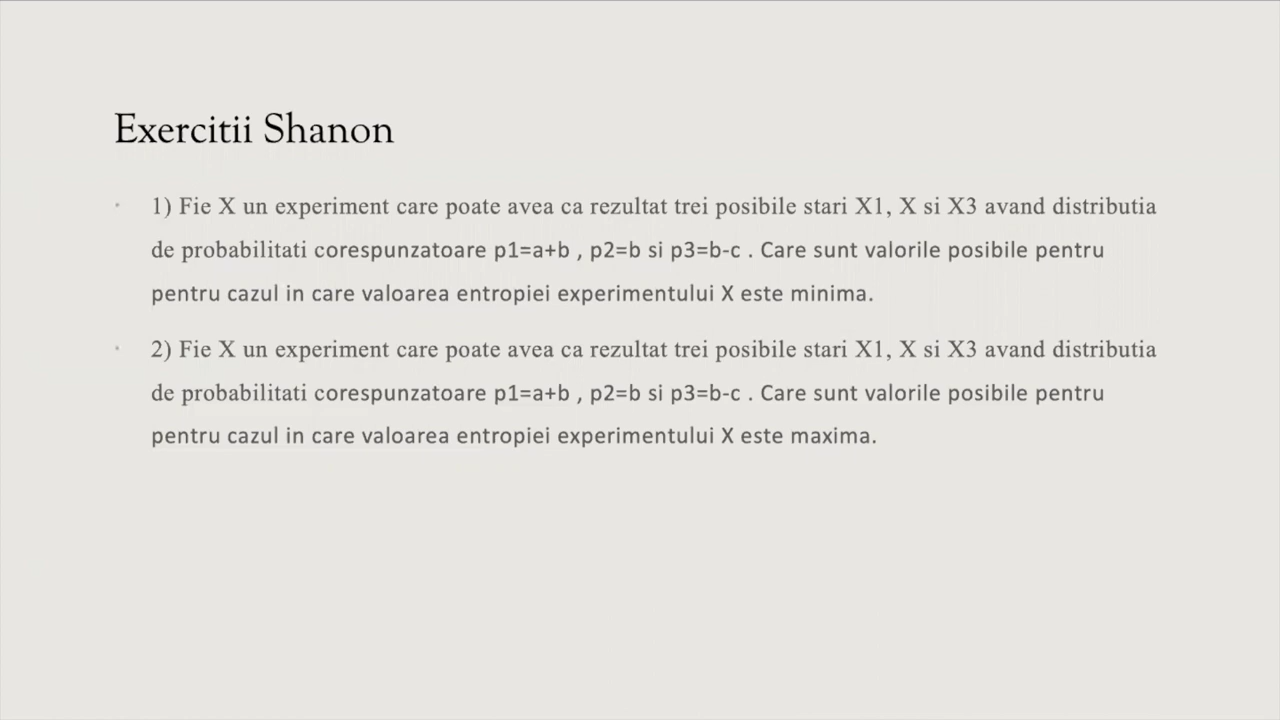 Exercitii Shanon
1) Fie X un experiment care poate avea ca rezultat trei posibile stari X1, X si X3 avand distributia
de probabilitati corespunzatoare p1=a+b , p2=b si p3=b-c . Care sunt valorile posibile pentru
pentru cazul in care valoarea entropiei experimentului X este minima.
2) Fie X un experiment care poate avea ca rezultat trei posibile stari X1, X si X3 avand distributia
de probabilitati corespunzatoare p1=a+b , p2=b si p3=b-c . Care sunt valorile posibile pentru
pentru cazul in care valoarea entropiei experimentului X este maxima.